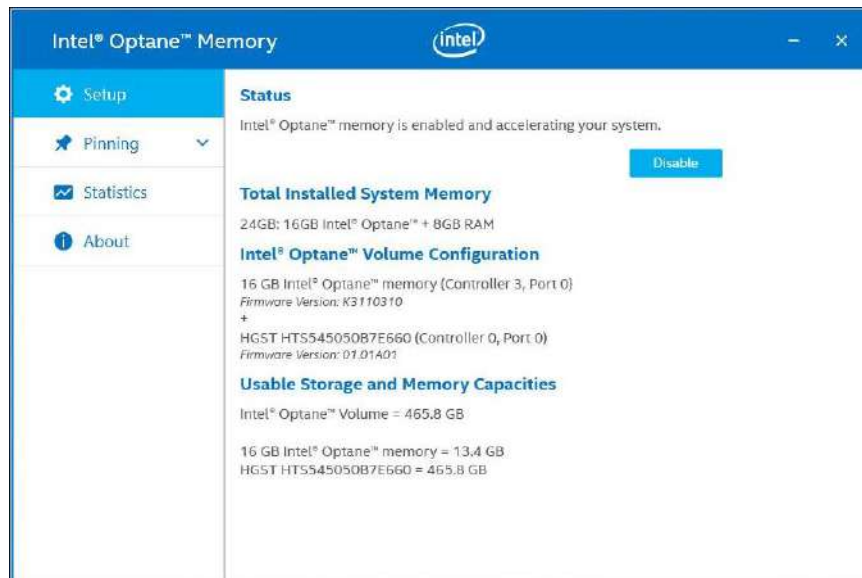 Intel® Optane™ Memory
intel
Setup
Pinning
Statistics
About
Status
Intel® Optane™ memory is enabled and accelerating your system.
Disable
Total Installed System Memory
24GB: 16GB Intel® Optane™ + 8GB RAM
Intel® Optane™ Volume Configuration
16 GB Intel® Optane™ memory (Controller 3, Port 0)
Firmware Version: K3110310
+
HGST HTS545050B7E660 (Controller 0, Port 0)
Firmware Version: 01.01A01
Usable Storage and Memory Capacities
Intel® Optane™ Volume = 465.8 GB
16 GB Intel® Optane™ memory = 13.4 GB
HGST HTS545050B7E660 = 465.8 GB